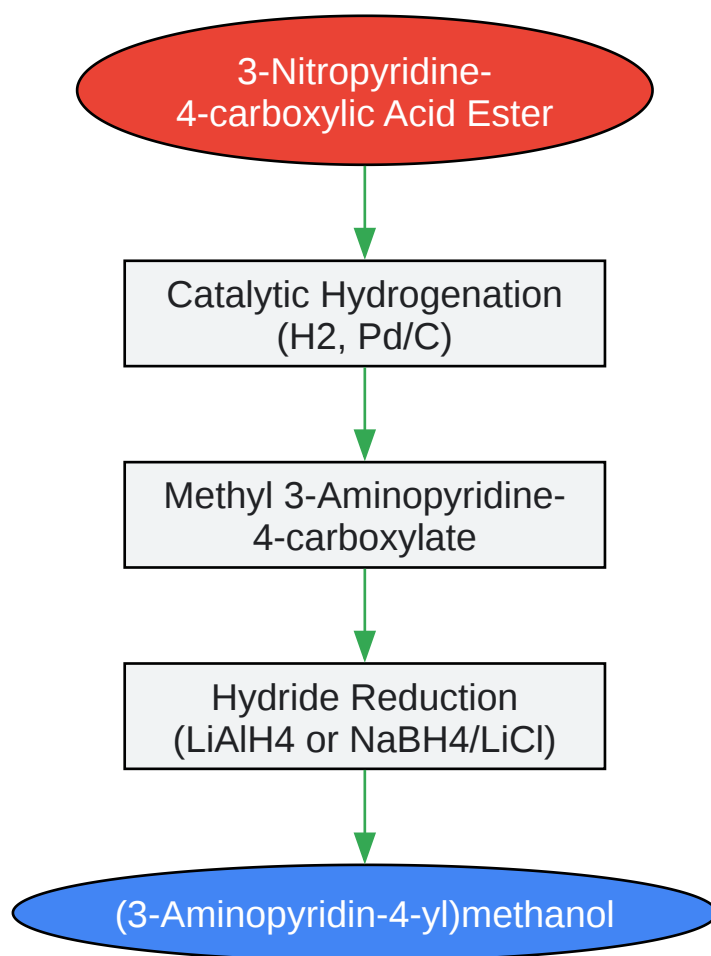 3-Nitropyridine-
4-carboxylic Acid Ester
Catalytic Hydrogenation
(H2, Pd/C)
Methyl 3-Aminopyridine-
4-carboxylate
Hydride Reduction
(LiAlH4 or NaBH4/LiCl)
(3-Aminopyridin-4-yl)methanol